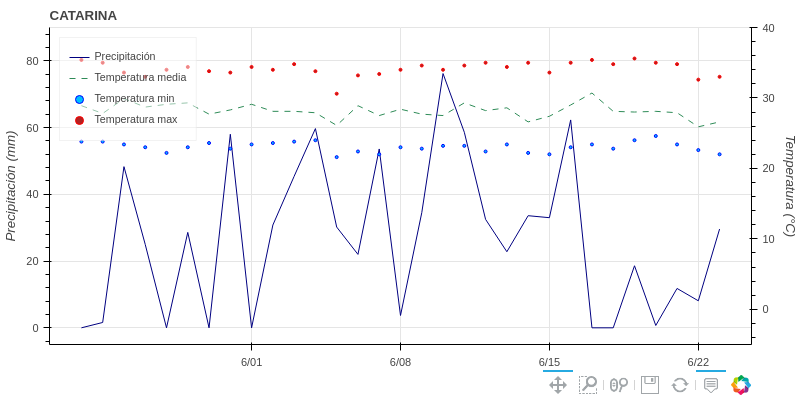 CATARINA
Precipitación
Temperatura media
Temperatura min
Temperatura max
Precipitación (mm)
80
60
40
20
0
40
30
20
10
0
Temperatura (°C)
6/01
6/08
6/15
6/22